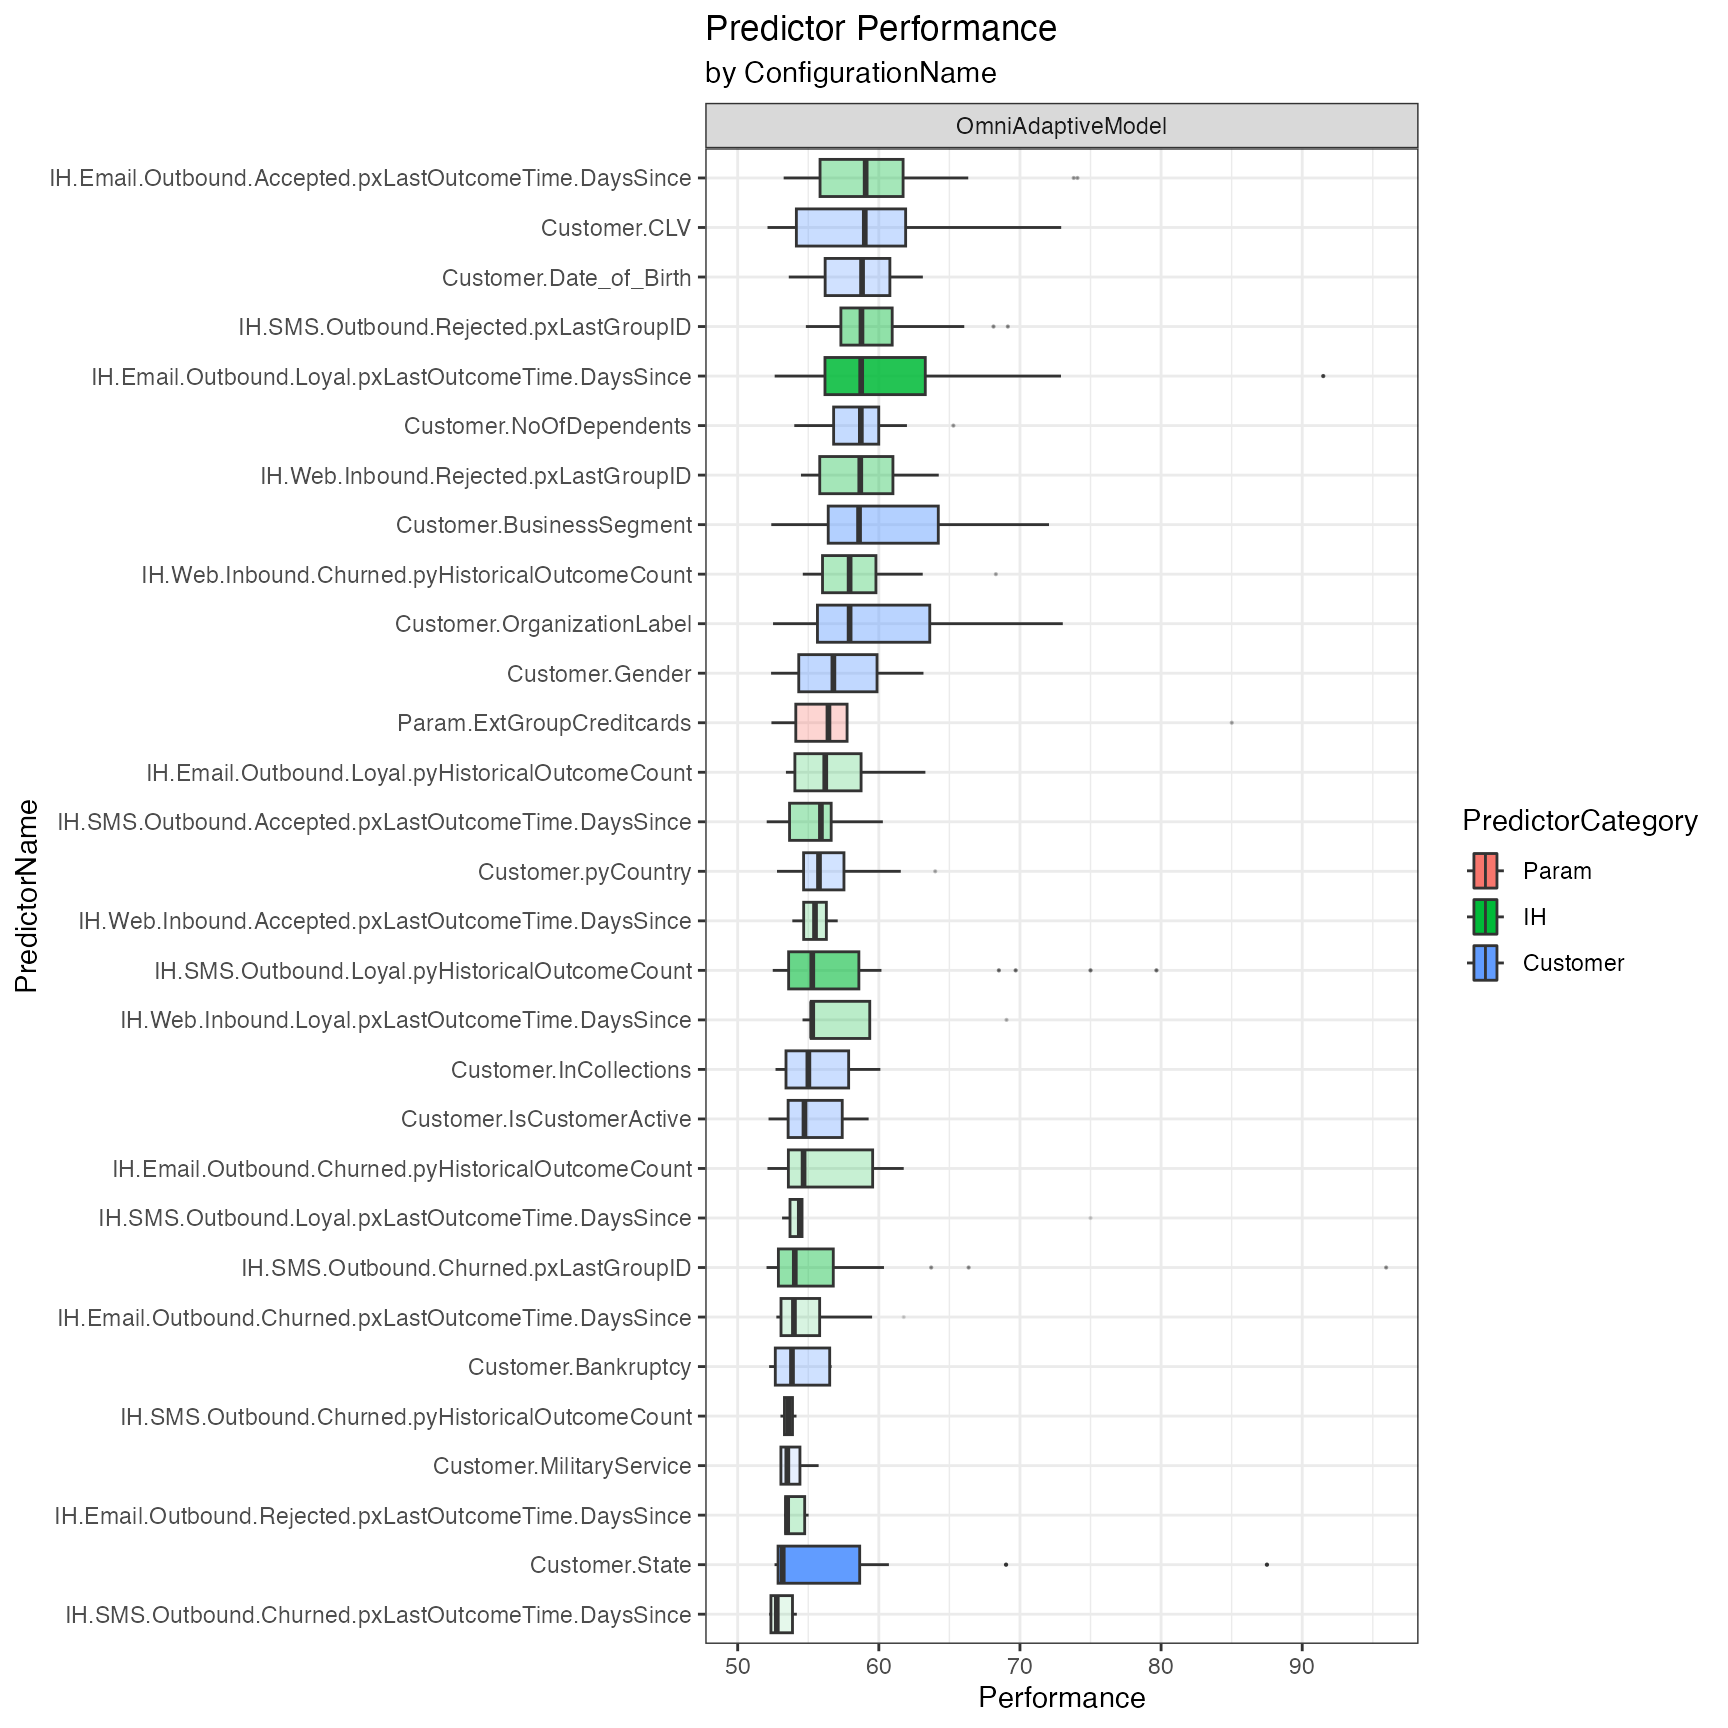 Predictor Performance
by ConfigurationName
OmniAdaptiveModel
IH.Email.Outbound.Accepted.pxLastOutcomeTime.DaysSince
Customer.CLV
Customer.Date_of_Birth
IH.SMS.Outbound.Rejected.pxLastGroupID
IH.Email.Outbound.Loyal.pxLastOutcomeTime.DaysSince
Customer.NoOfDependents
IH.Web.Inbound.Rejected.pxLastGroupID
Customer.BusinessSegment
IH.Web.Inbound.Churned.pyHistoricalOutcomeCount
Customer.OrganizationLabel
Customer.Gender
Param.ExtGroupCreditcards
IH.Email.Outbound.Loyal.pyHistoricalOutcomeCount
IH.SMS.Outbound.Accepted.pxLastOutcomeTime.DaysSince
Customer.pyCountry
IH.Web.Inbound.Accepted.pxLastOutcomeTime.DaysSince
IH.SMS.Outbound.Loyal.pyHistoricalOutcomeCount
IH.Web.Inbound.Loyal.pxLastOutcomeTime.DaysSince
Customer.InCollections
Customer.IsCustomerActive
IH.Email.Outbound.Churned.pyHistoricalOutcomeCount
IH.SMS.Outbound.Loyal.pxLastOutcomeTime.DaysSince
IH.SMS.Outbound.Churned.pxLastGroupID
IH.Email.Outbound.Churned.pxLastOutcomeTime.DaysSince
Customer.Bankruptcy
IH.SMS.Outbound.Churned.pyHistoricalOutcomeCount
Customer.MilitaryService
IH.Email.Outbound.Rejected.pxLastOutcomeTime.DaysSince
Customer.State
IH.SMS.Outbound.Churned.pxLastOutcomeTime.DaysSince
PredictorName
50 60 70 80 90
Performance
PredictorCategory
Param
IH
Customer